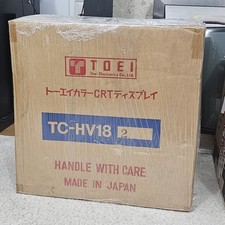 TOEI
Toei Electronics Co., Ltd.
トーエイカラーCRTディスプレイ
TC-HV18 2
HANDLE WITH CARE
MADE IN JAPAN